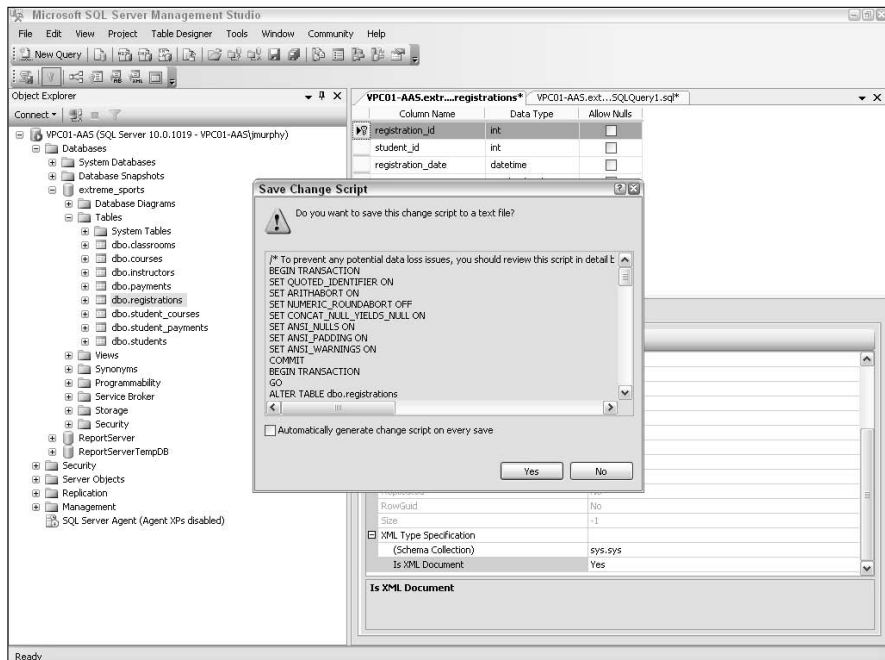 Microsoft SQL Server Management Studio
File Edit View Project Table Designer Tools Window Community Help
New Query
Object Explorer
Connect
VPC01-AAS (SQL Server 10.0.1019 - VPC01-AAS\jmurphy)
Databases
System Databases
Database Snapshots
extreme_sports
Database Diagrams
Tables
System Tables
dbo.classrooms
dbo.courses
dbo.instructors
dbo.payments
dbo.registrations
dbo.student_courses
dbo.student_payments
dbo.students
Views
Synonyms
Programmability
Service Broker
Storage
Security
ReportServer
ReportServerTempDB
Security
Server Objects
Replication
Management
SQL Server Agent (Agent XPs disabled)
VPC01-AAS.extr....registrations* VPC01-AAS.ext...SQLQuery1.sql*
Column Name Data Type Allow Nulls
registration_id int
student_id int
registration_date datetime
Save Change Script
Do you want to save this change script to a text file?
/* To prevent any potential data loss issues, you should review this script in detail b
BEGIN TRANSACTION
SET QUOTED_IDENTIFIER ON
SET ARITHABORT ON
SET NUMERIC_ROUNDABORT OFF
SET CONCAT_NULL_YIELDS_NULL ON
SET ANSI_NULLS ON
SET ANSI_PADDING ON
SET ANSI_WARNINGS ON
COMMIT
BEGIN TRANSACTION
GO
ALTER TABLE dbo.registrations
Automatically generate change script on every save
Yes No
RowGuid No
Size -1
XML Type Specification
(Schema Collection) sys.sys
Is XML Document Yes
Is XML Document
Ready